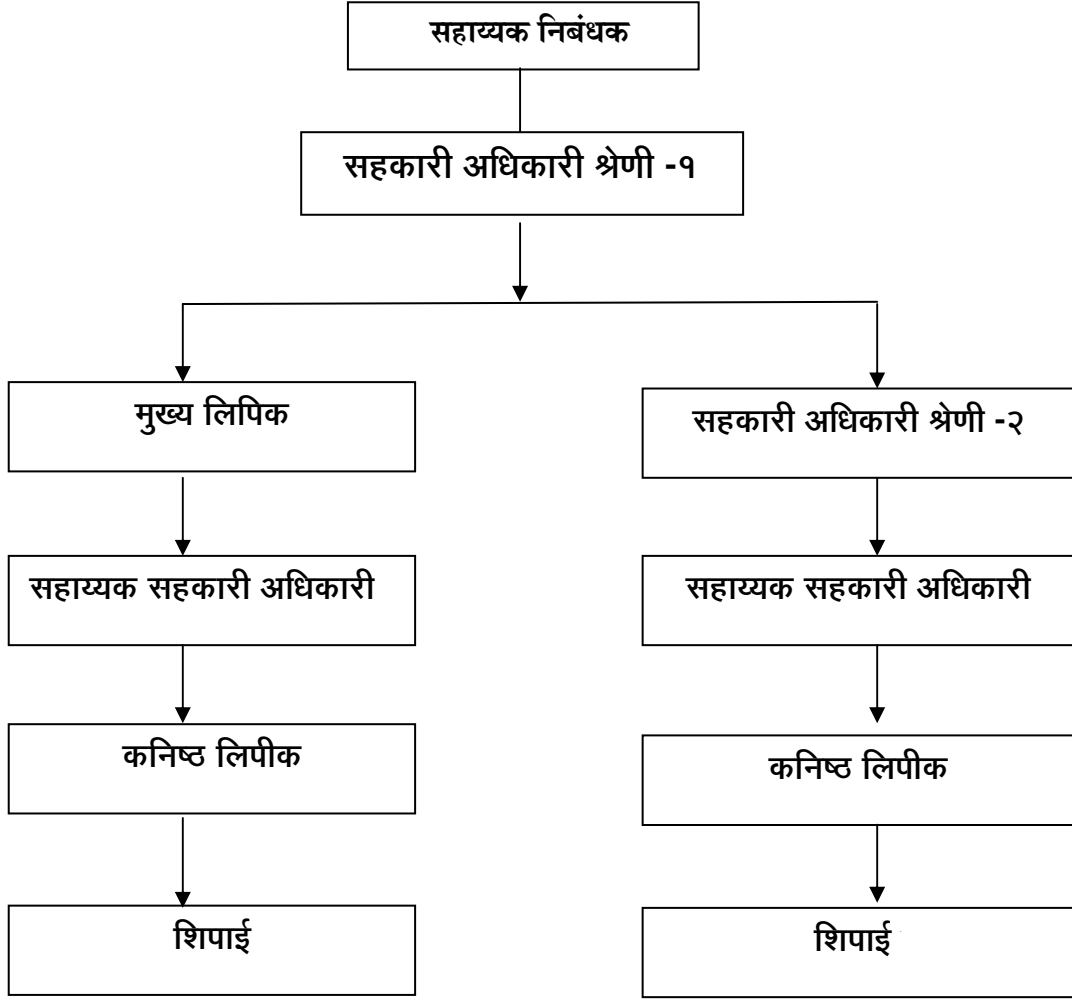 सहाय्यक निबंधक
सहकारी अधिकारी श्रेणी -१
मुख्य लिपिक
सहकारी अधिकारी श्रेणी -२
सहाय्यक सहकारी अधिकारी
सहाय्यक सहकारी अधिकारी
कनिष्ठ लिपीक
कनिष्ठ लिपीक
शिपाई
शिपाई